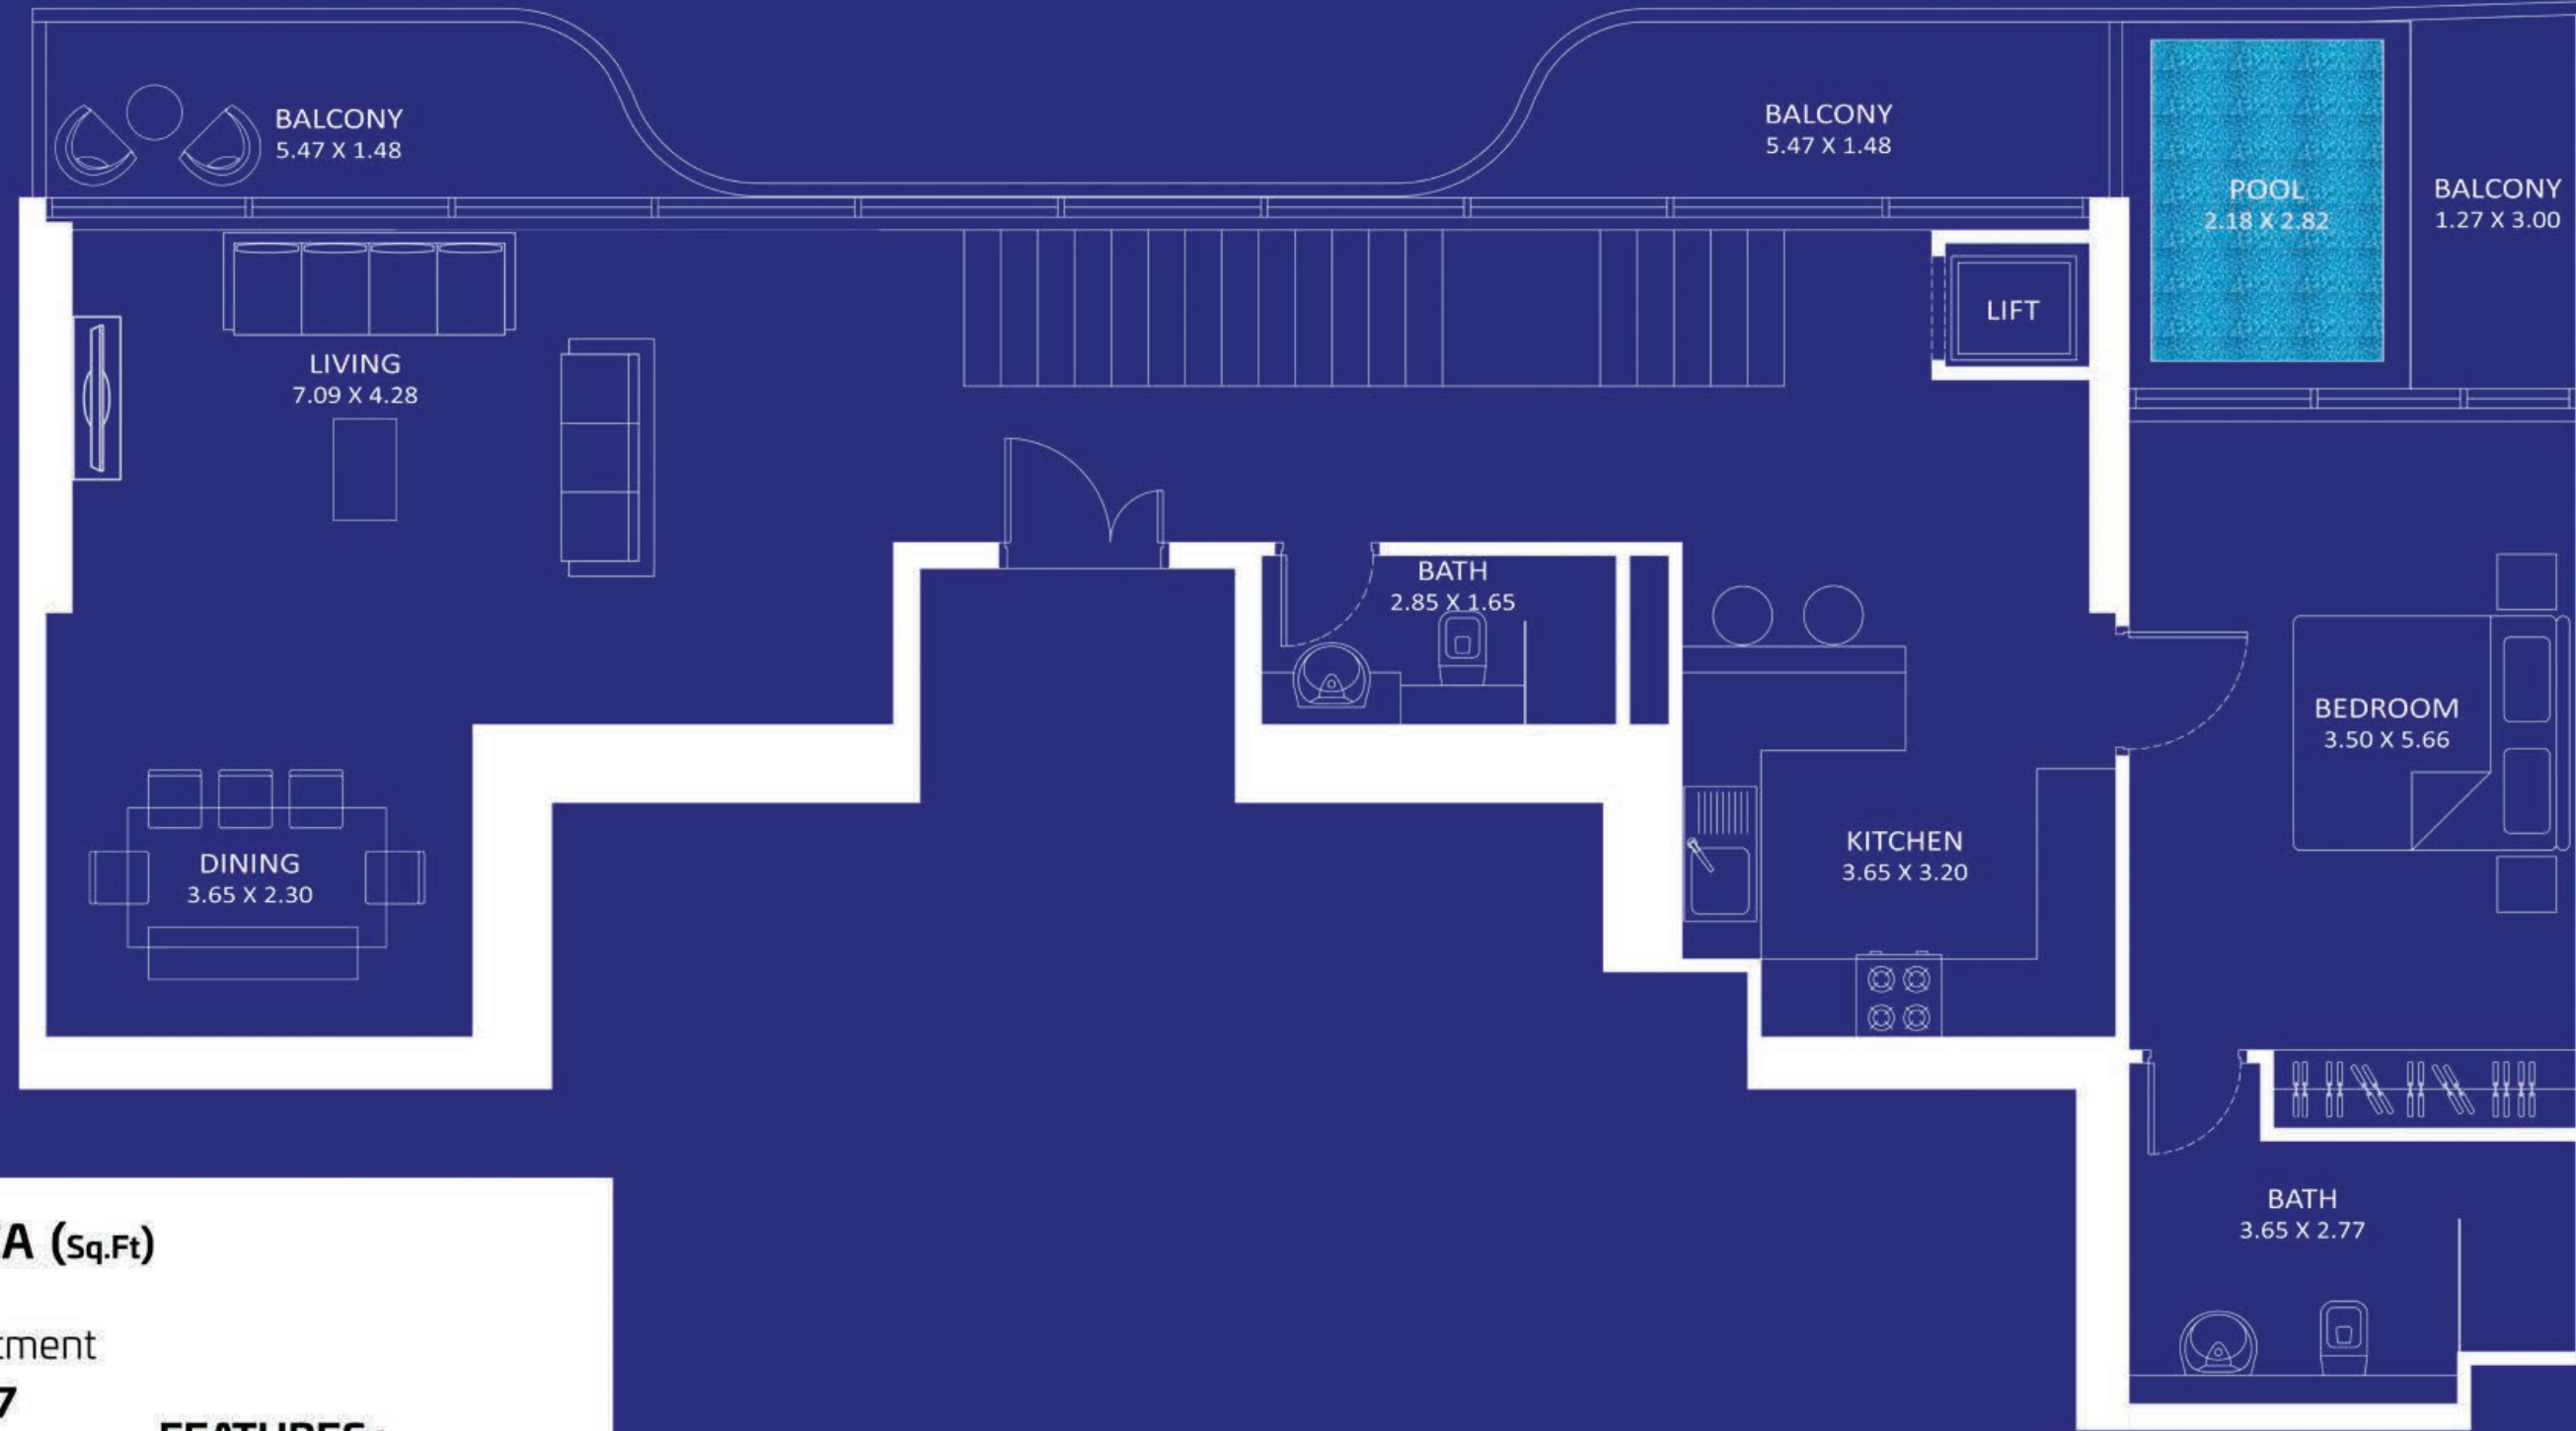 BALCONY
5.47 X 1.48
BALCONY
5.47 X 1.48
POOL
2.18 X 2.82
BALCONY
1.27 X 3.00
LIFT
LIVING
7.09 X 4.28
BATH
2.85 X 1.65
BEDROOM
3.50 X 5.66
KITCHEN
3.65 X 3.20
DINING
3.65 X 2.30
BATH
3.65 X 2.77
(Sq.Ft)
7
FEATURES :